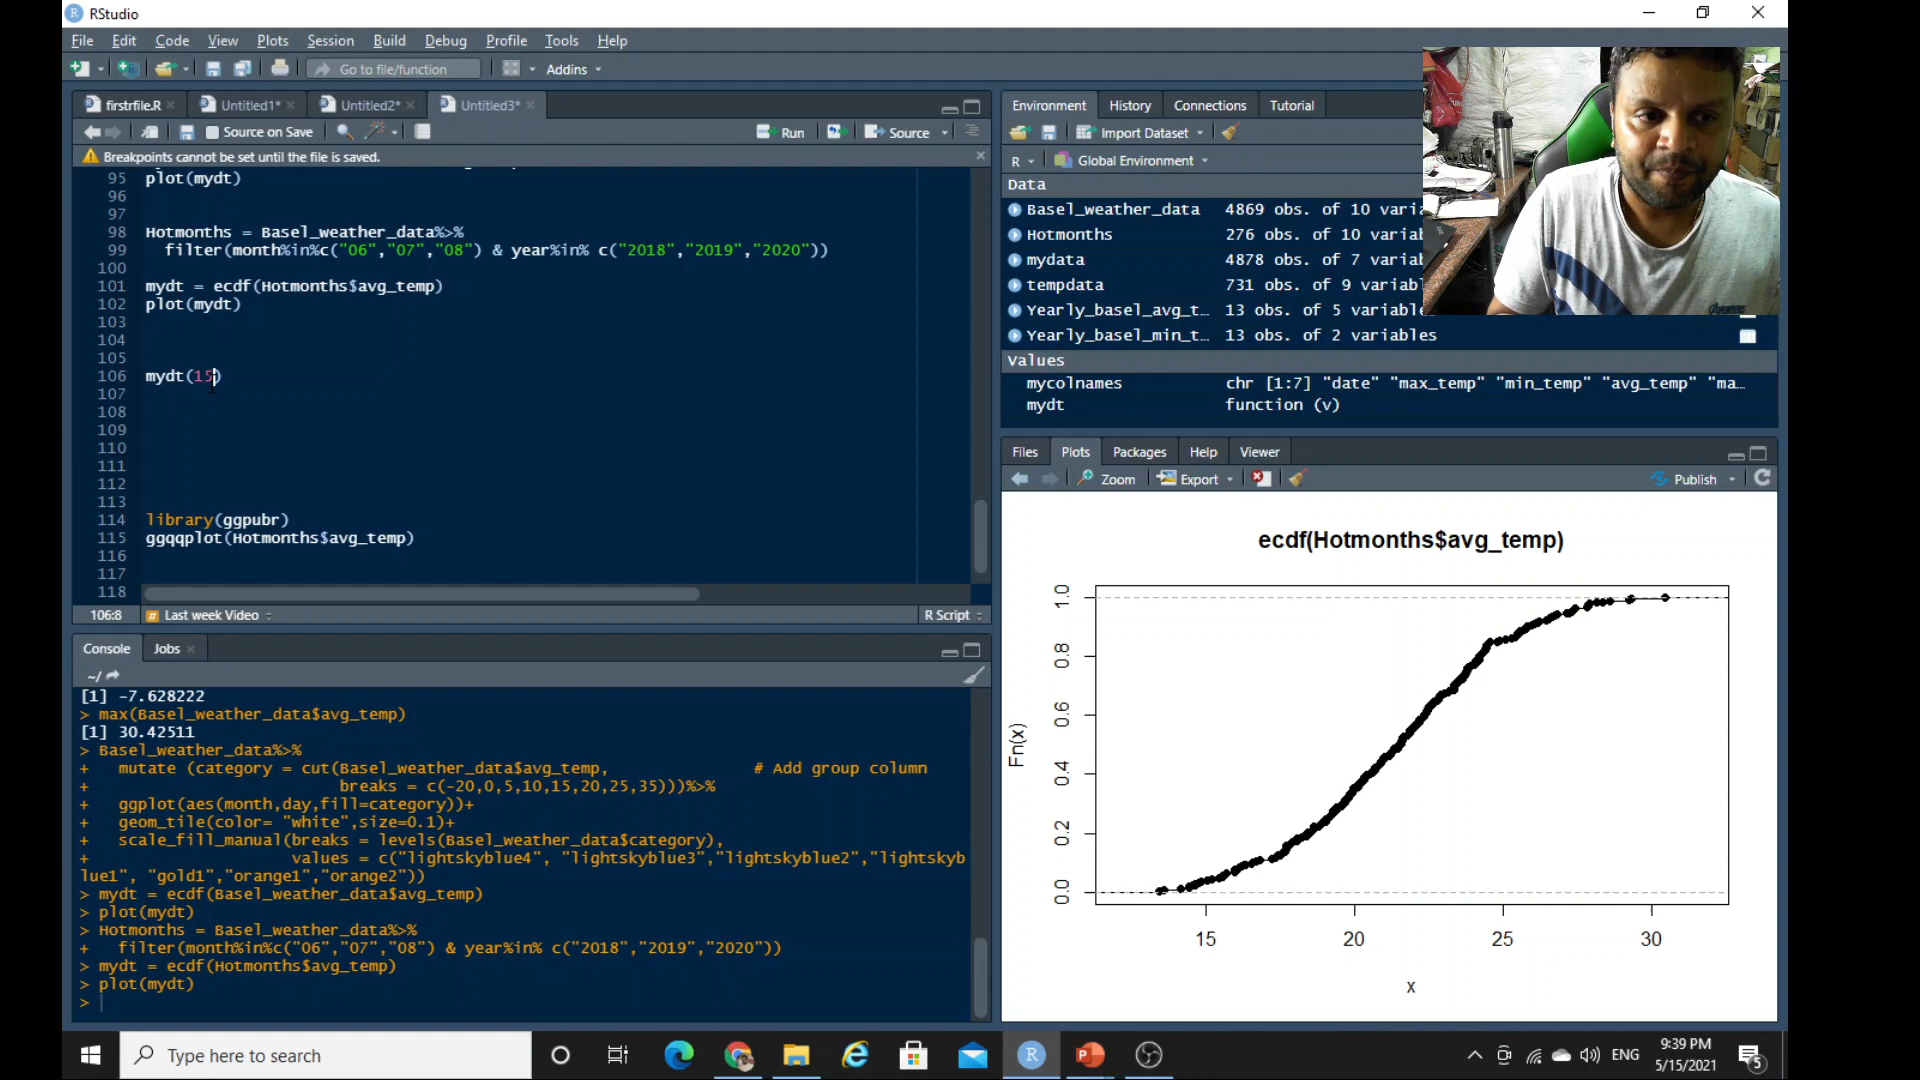 RStudio
File Edit Code View Plots Session Build Debug Profile Tools Help
Go to file/function Addins
firstrfile.R Untitled1* Untitled2* Untitled3*
Source on Save Run Source
Breakpoints cannot be set until the file is saved.
95 plot(mydt)
96
97
98 Hotmonths = Basel_weather_data%>%
99 filter(month%in%c("06","07","08") & year%in% c("2018","2019","2020"))
100
101 mydt = ecdf(Hotmonths$avg_temp)
102 plot(mydt)
103
104
105
106 mydt(15)
107
108
109
110
111
112
113
114 library(ggpubr)
115 ggqqplot(Hotmonths$avg_temp)
116
117
118
106:8 Last week Video R Script
Console Jobs
~/
[1] -7.628222
> max(Basel_weather_data$avg_temp)
[1] 30.42511
> Basel_weather_data%>%
+ mutate (category = cut(Basel_weather_data$avg_temp, # Add group column
+ breaks = c(-20,0,5,10,15,20,25,35)))%>%
+ ggplot(aes(month,day,fill=category))+
+ geom_tile(color= "white",size=0.1)+
+ scale_fill_manual(breaks = levels(Basel_weather_data$category),
+ values = c("lightskyblue4", "lightskyblue3","lightskyblue2","lightskyb
lue1", "gold1","orange1","orange2"))
> mydt = ecdf(Basel_weather_data$avg_temp)
> plot(mydt)
> Hotmonths = Basel_weather_data%>%
+ filter(month%in%c("06","07","08") & year%in% c("2018","2019","2020"))
> mydt = ecdf(Hotmonths$avg_temp)
> plot(mydt)
>
Environment History Connections Tutorial
Import Dataset
R Global Environment
Data
Basel_weather_data 4869 obs. of 10 varia
Hotmonths 276 obs. of 10 variab
mydata 4878 obs. of 7 variab
tempdata 731 obs. of 9 variabl
Yearly_basel_avg_t… 13 obs. of 5 variable
Yearly_basel_min_t… 13 obs. of 2 variables
Values
mycolnames chr [1:7] "date" "max_temp" "min_temp" "avg_temp" "ma…
mydt function (v)
Files Plots Packages Help Viewer
Zoom Export Publish
ecdf(Hotmonths$avg_temp)
Fn(x)
1.0
0.8
0.6
0.4
0.2
0.0
15 20 25 30
x
Type here to search
ENG
9:39 PM
5/15/2021
5